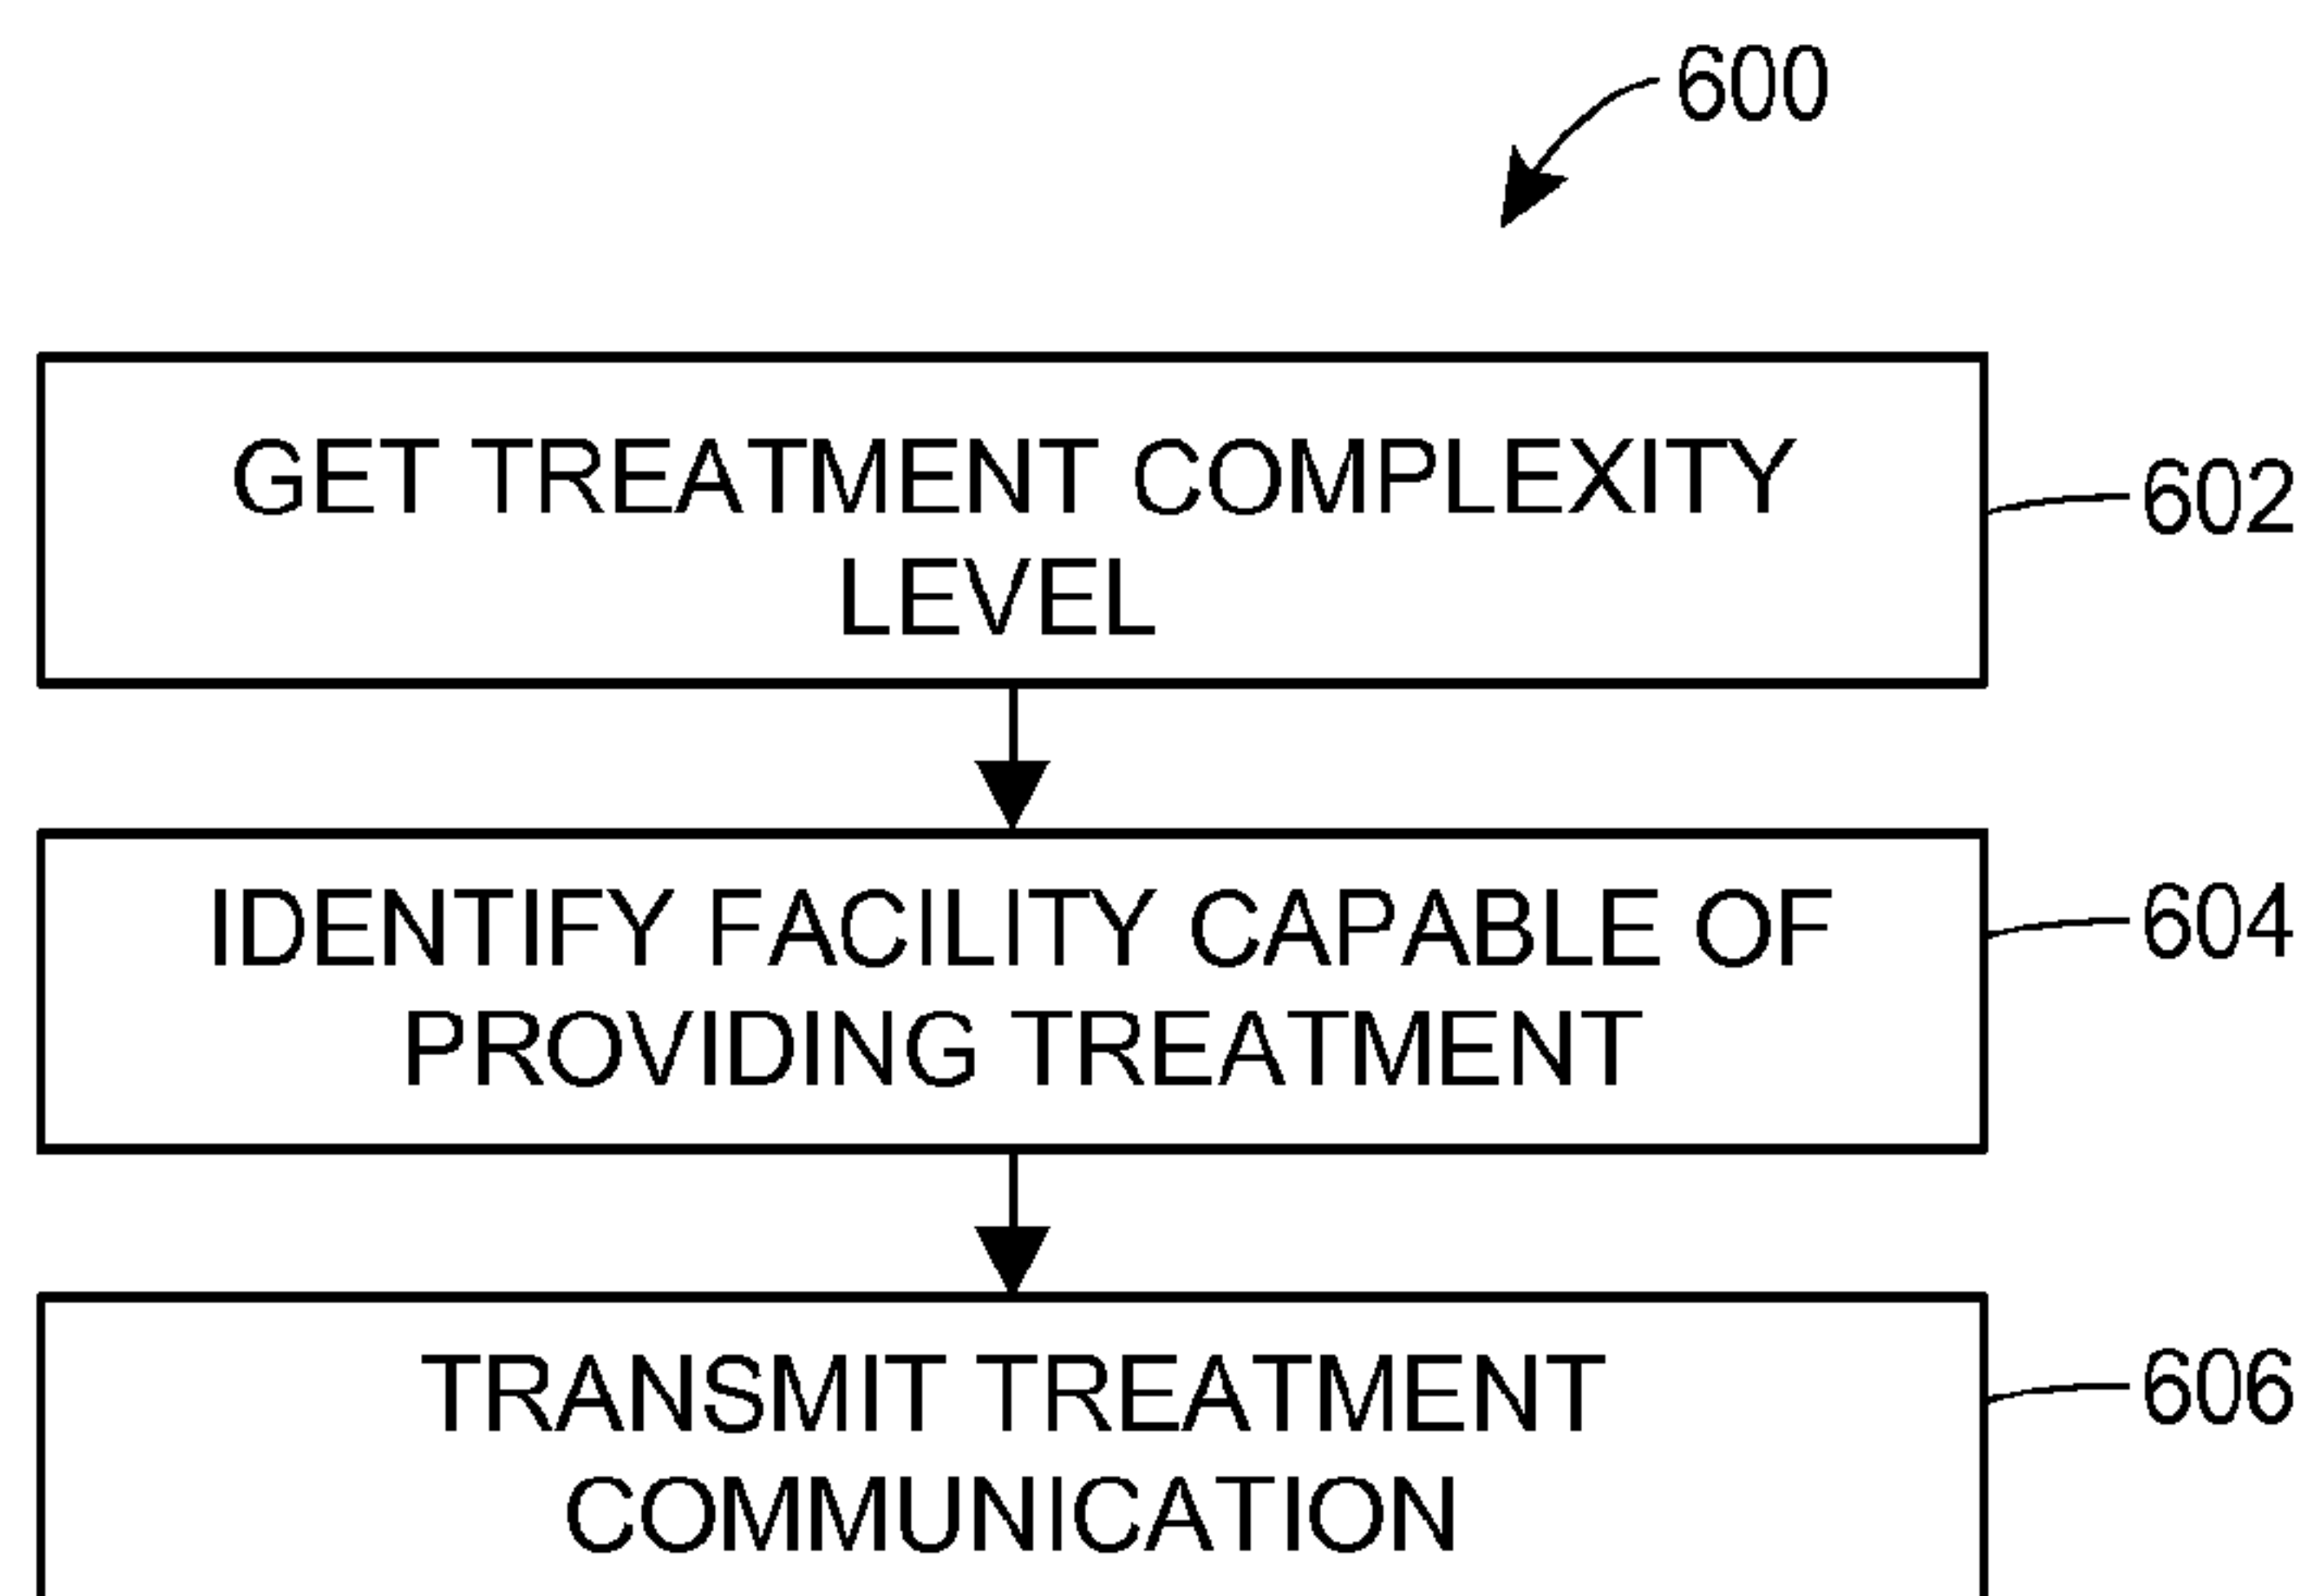 600
GET TREATMENT COMPLEXITY
LEVEL
602
IDENTIFY FACILITY CAPABLE OF
PROVIDING TREATMENT
604
TRANSMIT TREATMENT
COMMUNICATION
606